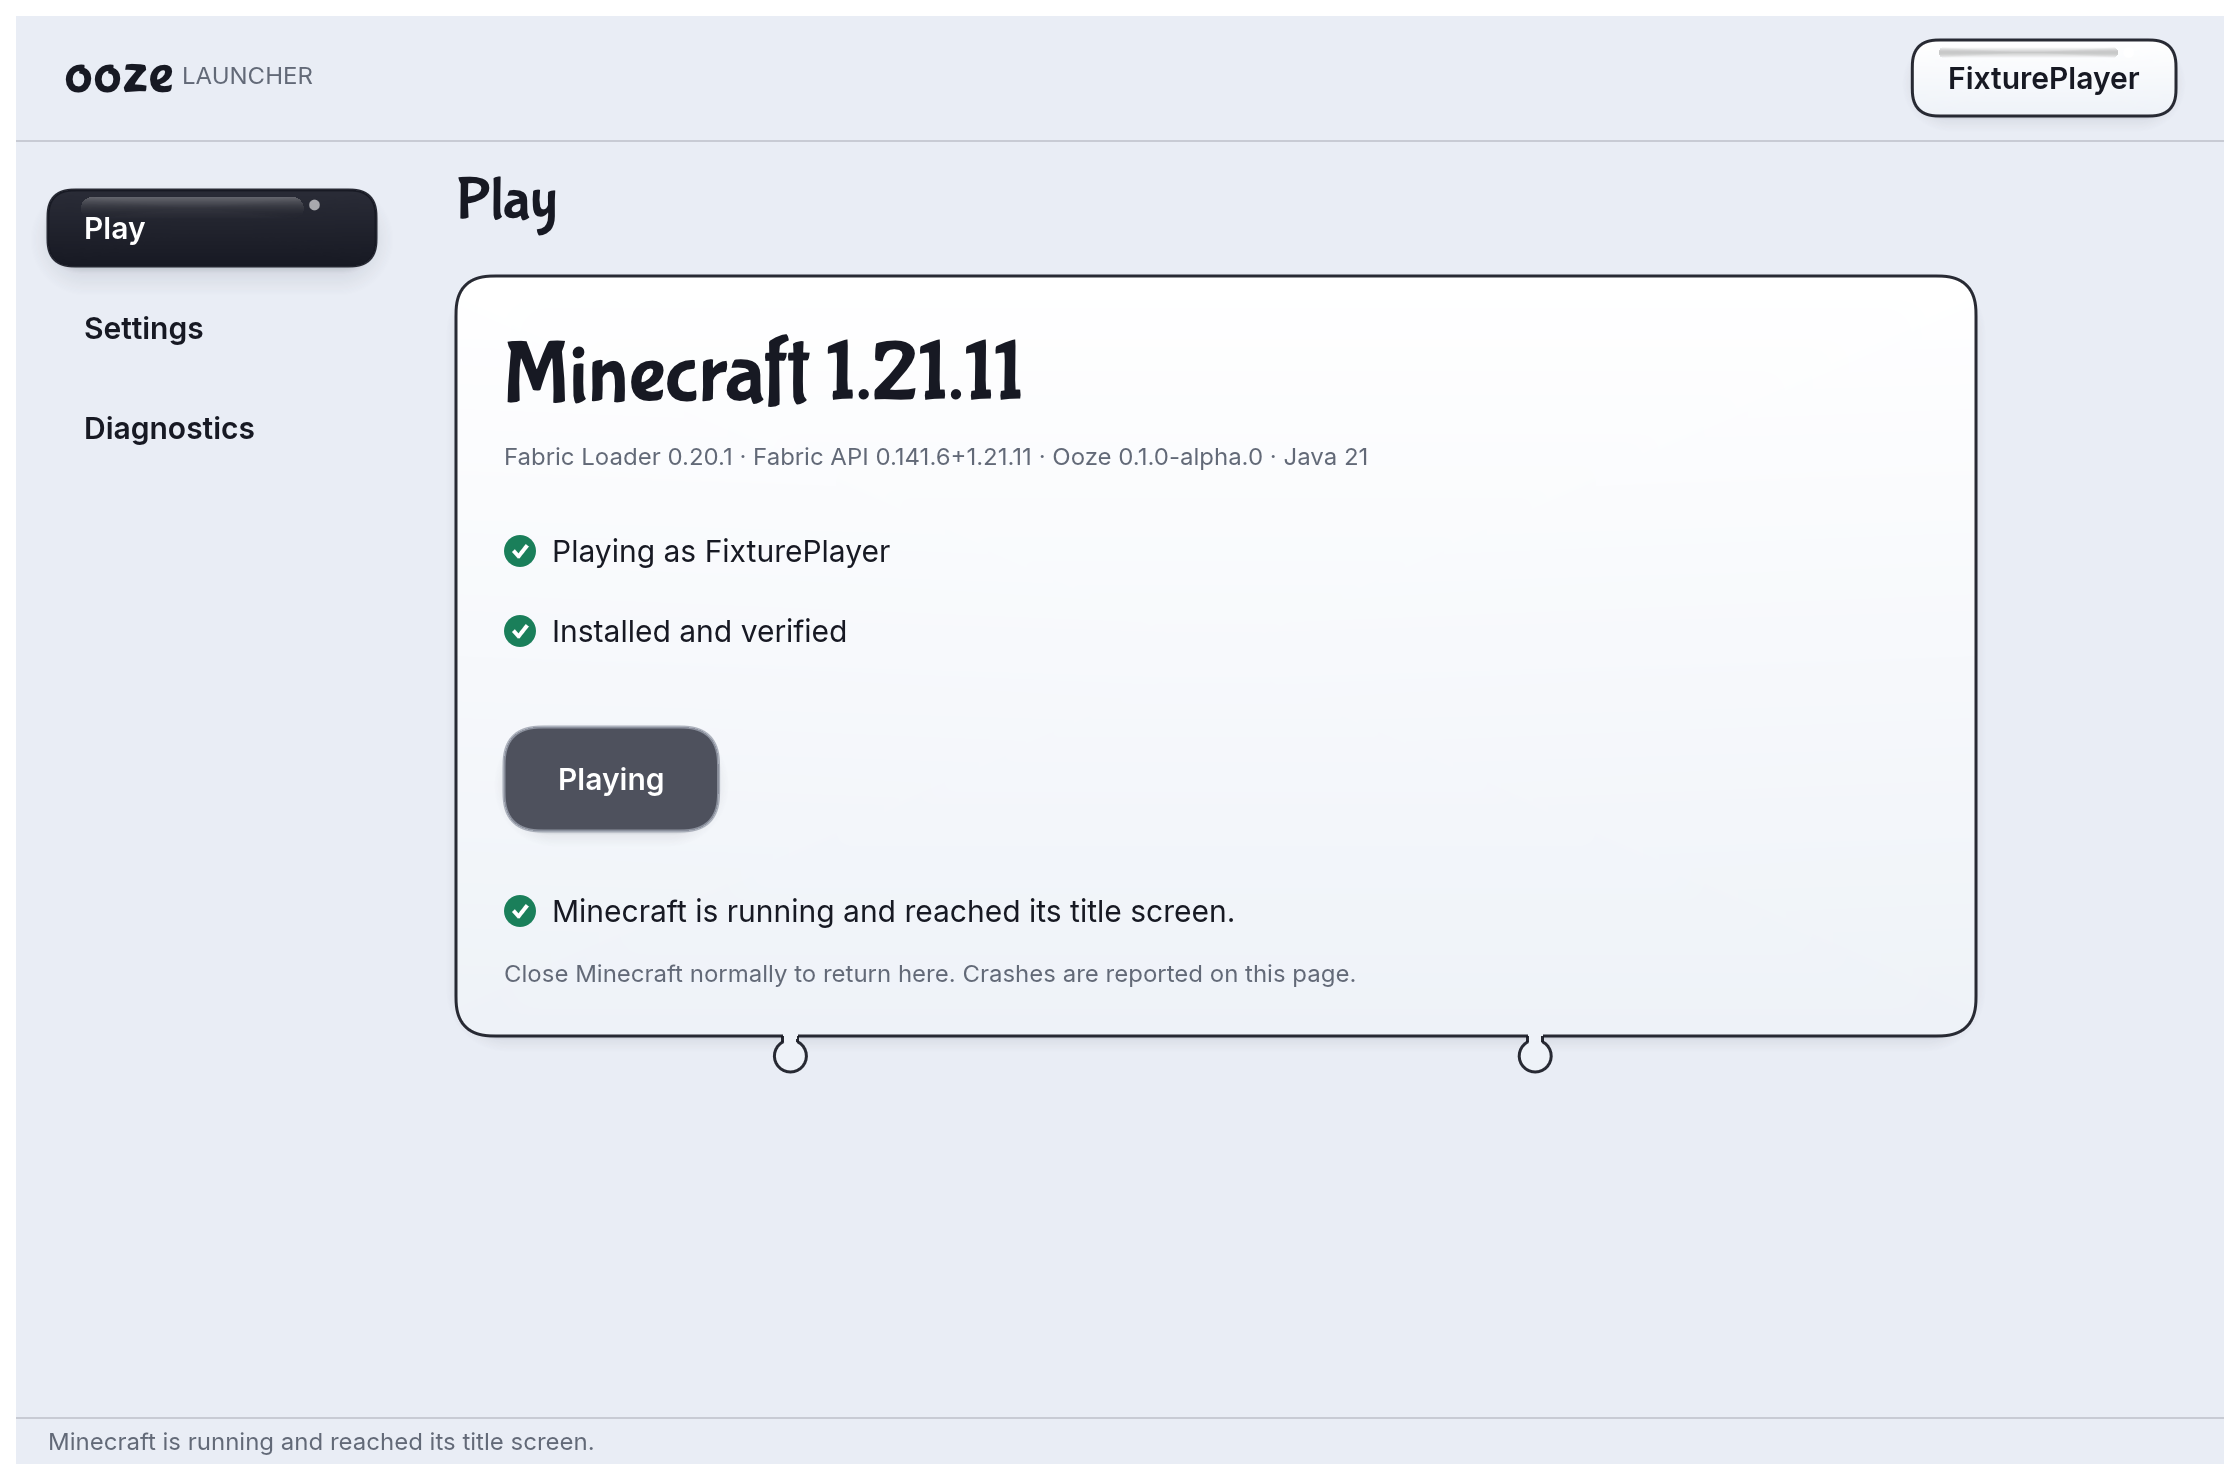 ooze LAUNCHER
FixturePlayer
Play
Settings
Diagnostics
Play
Minecraft 1.21.11
Fabric Loader 0.20.1 · Fabric API 0.141.6+1.21.11 · Ooze 0.1.0-alpha.0 · Java 21
Playing as FixturePlayer
Installed and verified
Playing
Minecraft is running and reached its title screen.
Close Minecraft normally to return here. Crashes are reported on this page.
Minecraft is running and reached its title screen.